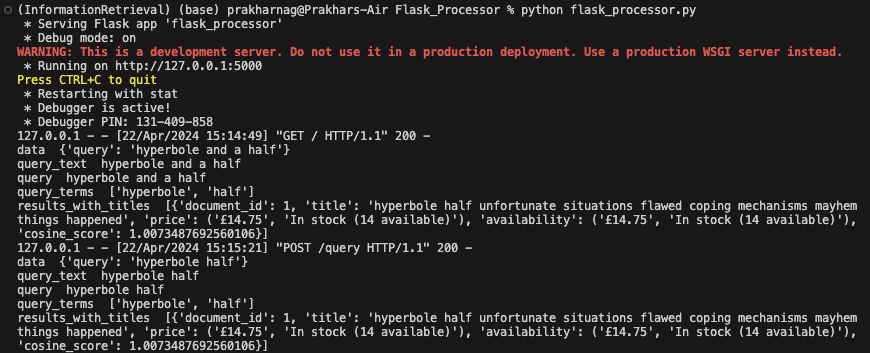 (InformationRetrieval) (base) prakharnag@Prakhars-Air Flask_Processor % python flask_processor.py
* Serving Flask app 'flask_processor'
* Debug mode: on
WARNING: This is a development server. Do not use it in a production deployment. Use a production WSGI server instead.
* Running on http://127.0.0.1:5000
Press CTRL+C to quit
* Restarting with stat
* Debugger is active!
* Debugger PIN: 131-409-858
127.0.0.1 - - [22/Apr/2024 15:14:49] "GET / HTTP/1.1" 200 -
data  {'query': 'hyperbole and a half'}
query_text  hyperbole and a half
query  hyperbole and a half
query_terms  ['hyperbole', 'half']
results_with_titles  [{'document_id': 1, 'title': 'hyperbole half unfortunate situations flawed coping mechanisms mayhem
things happened', 'price': ('£14.75', 'In stock (14 available)'), 'availability': ('£14.75', 'In stock (14 available)'),
'cosine_score': 1.0073487692560106}]
127.0.0.1 - - [22/Apr/2024 15:15:21] "POST /query HTTP/1.1" 200 -
data  {'query': 'hyperbole half'}
query_text  hyperbole half
query  hyperbole half
query_terms  ['hyperbole', 'half']
results_with_titles  [{'document_id': 1, 'title': 'hyperbole half unfortunate situations flawed coping mechanisms mayhem
things happened', 'price': ('£14.75', 'In stock (14 available)'), 'availability': ('£14.75', 'In stock (14 available)'),
'cosine_score': 1.0073487692560106}]